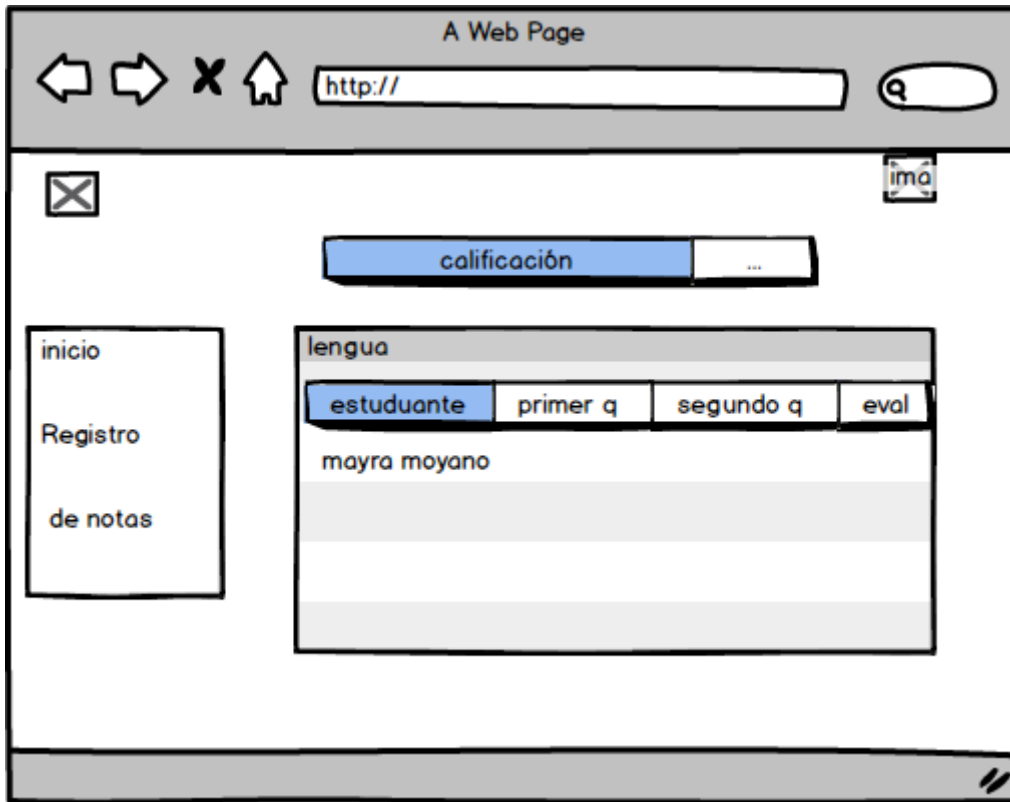 A Web Page
http://
ima
calificación ...
inicio
lengua
estuduante primer q segundo q eval
Registro
mayra moyano
de notas